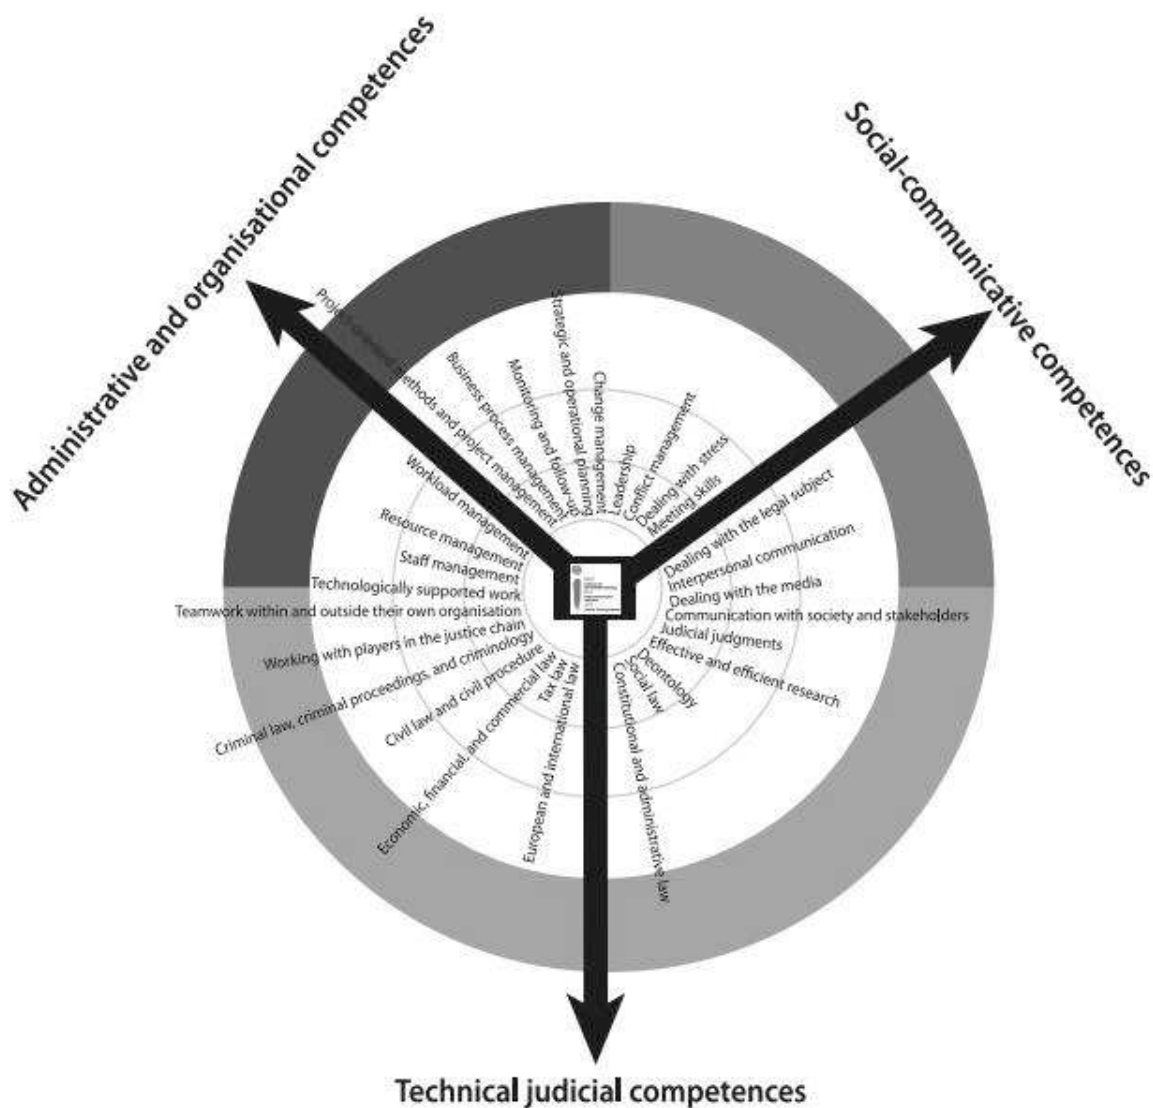 Administrative and organisational competences
Social-communicative competences
Project-oriented methods and project management
Business process management
Monitoring and follow-up
Strategic and operational planning
Change management
Leadership
Conflict management
Dealing with stress
Meeting skills
Dealing with the legal subject
Interpersonal communication
Dealing with the media
Communication with society and stakeholders
Judicial judgments
Effective and efficient research
Deontology
Social law
Constitutional and administrative law
European and international law
Tax law
Economic, financial, and commercial law
Civil law and civil procedure
Criminal law, criminal proceedings, and criminology
Working with players in the justice chain
Teamwork within and outside their own organisation
Technologically supported work
Staff management
Resource management
Workload management
Technical judicial competences